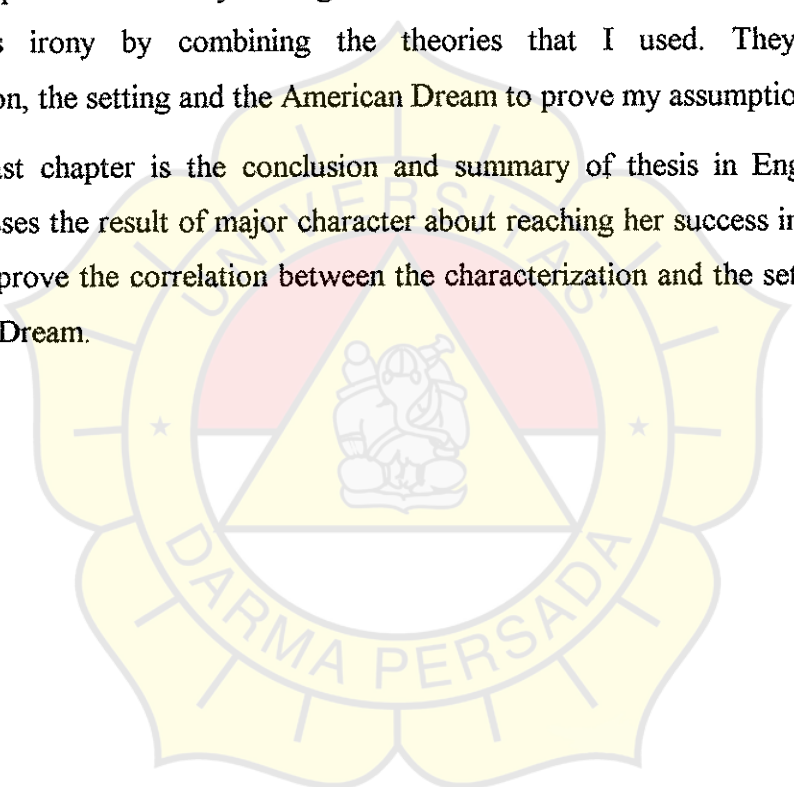 s irony by combining the theories that I used. They
on, the setting and the American Dream to prove my assumptio
ast chapter is the conclusion and summary of thesis in Eng
ses the result of major character about reaching her success in
prove the correlation between the characterization and the set
Dream.
UNIVERSITAS
DARMA PERSADA